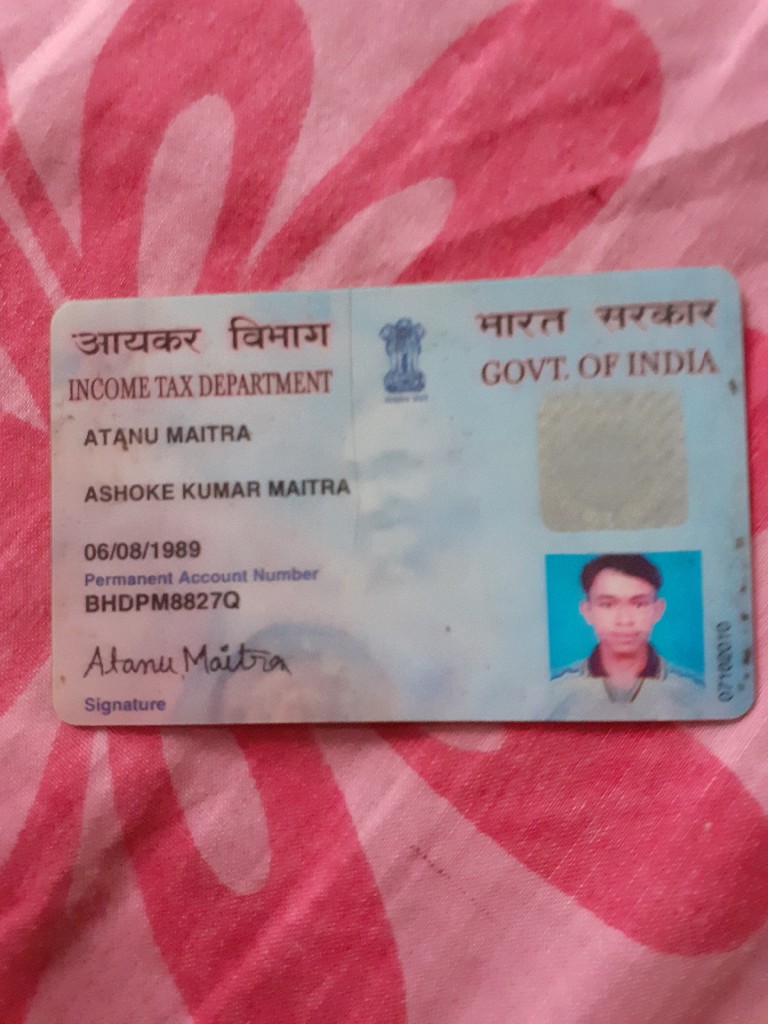 आयकर विभाग
INCOME TAX DEPARTMENT
भारत सरकार
GOVT. OF INDIA
ATANU MAITRA
ASHOKE KUMAR MAITRA
06/08/1989
Permanent Account Number
BHDPM8827Q
Atanu Maitra
Signature
07102010